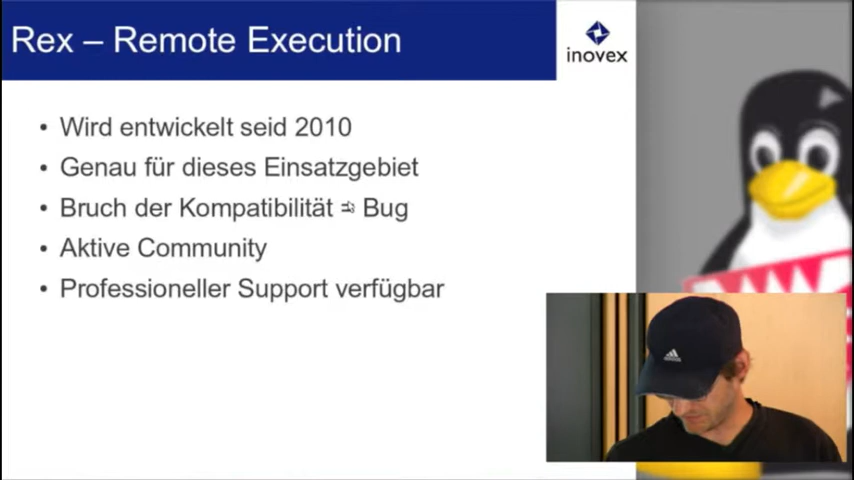 Rex – Remote Execution
inovex
• Wird entwickelt seid 2010
• Genau für dieses Einsatzgebiet
• Bruch der Kompatibilität = Bug
• Aktive Community
• Professioneller Support verfügbar
adidas